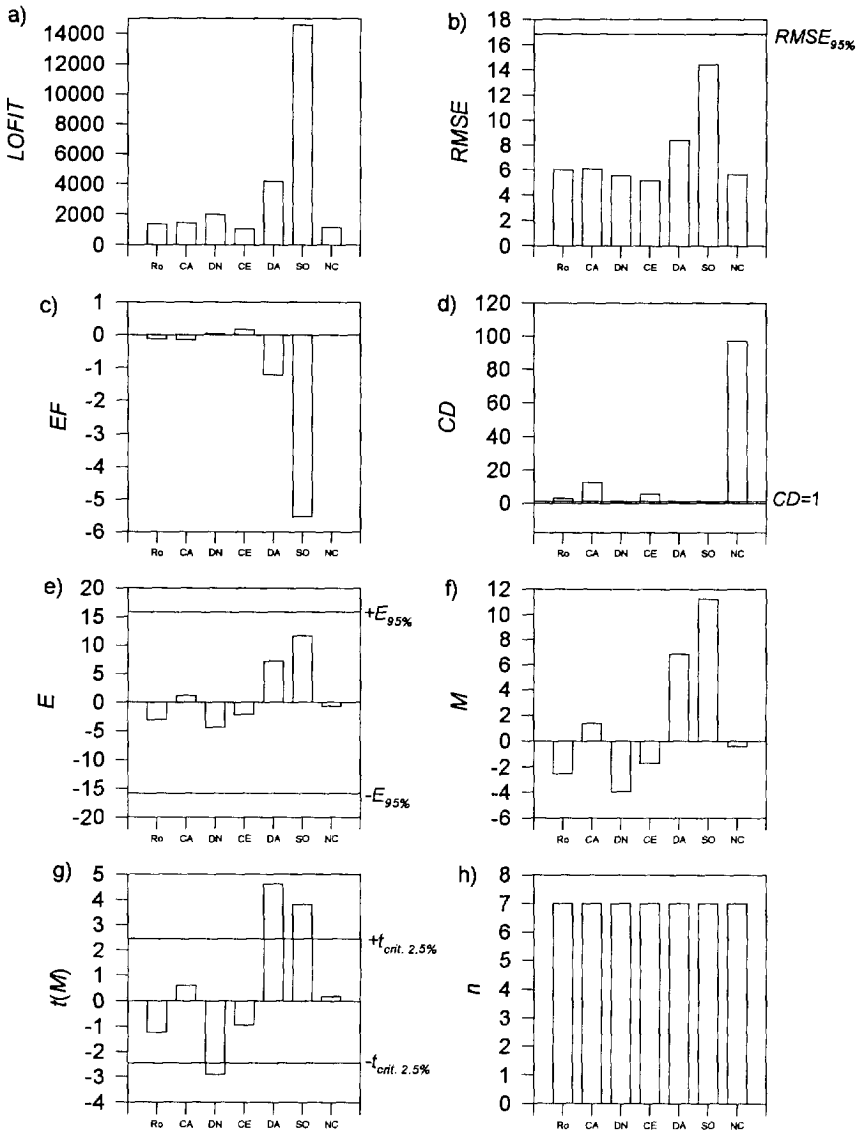 a)
LOFIT
14000
12000
10000
8000
6000
4000
2000
0
Ro CA DN CE DA SO NC
b)
RMSE
18
16
14
12
10
8
6
4
2
0
RMSE95%
Ro CA DN CE DA SO NC
c)
EF
1
0
-1
-2
-3
-4
-5
-6
Ro CA DN CE DA SO NC
d)
CD
120
100
80
60
40
20
0
CD=1
Ro CA DN CE DA SO NC
e)
E
20
15
10
5
0
-5
-10
-15
-20
+E95%
-E95%
Ro CA DN CE DA SO NC
f)
M
12
10
8
6
4
2
0
-2
-4
-6
Ro CA DN CE DA SO NC
g)
t(M)
5
4
3
2
1
0
-1
-2
-3
-4
+tcrit. 2.5%
-tcrit. 2.5%
Ro CA DN CE DA SO NC
h)
n
8
7
6
5
4
3
2
1
0
Ro CA DN CE DA SO NC